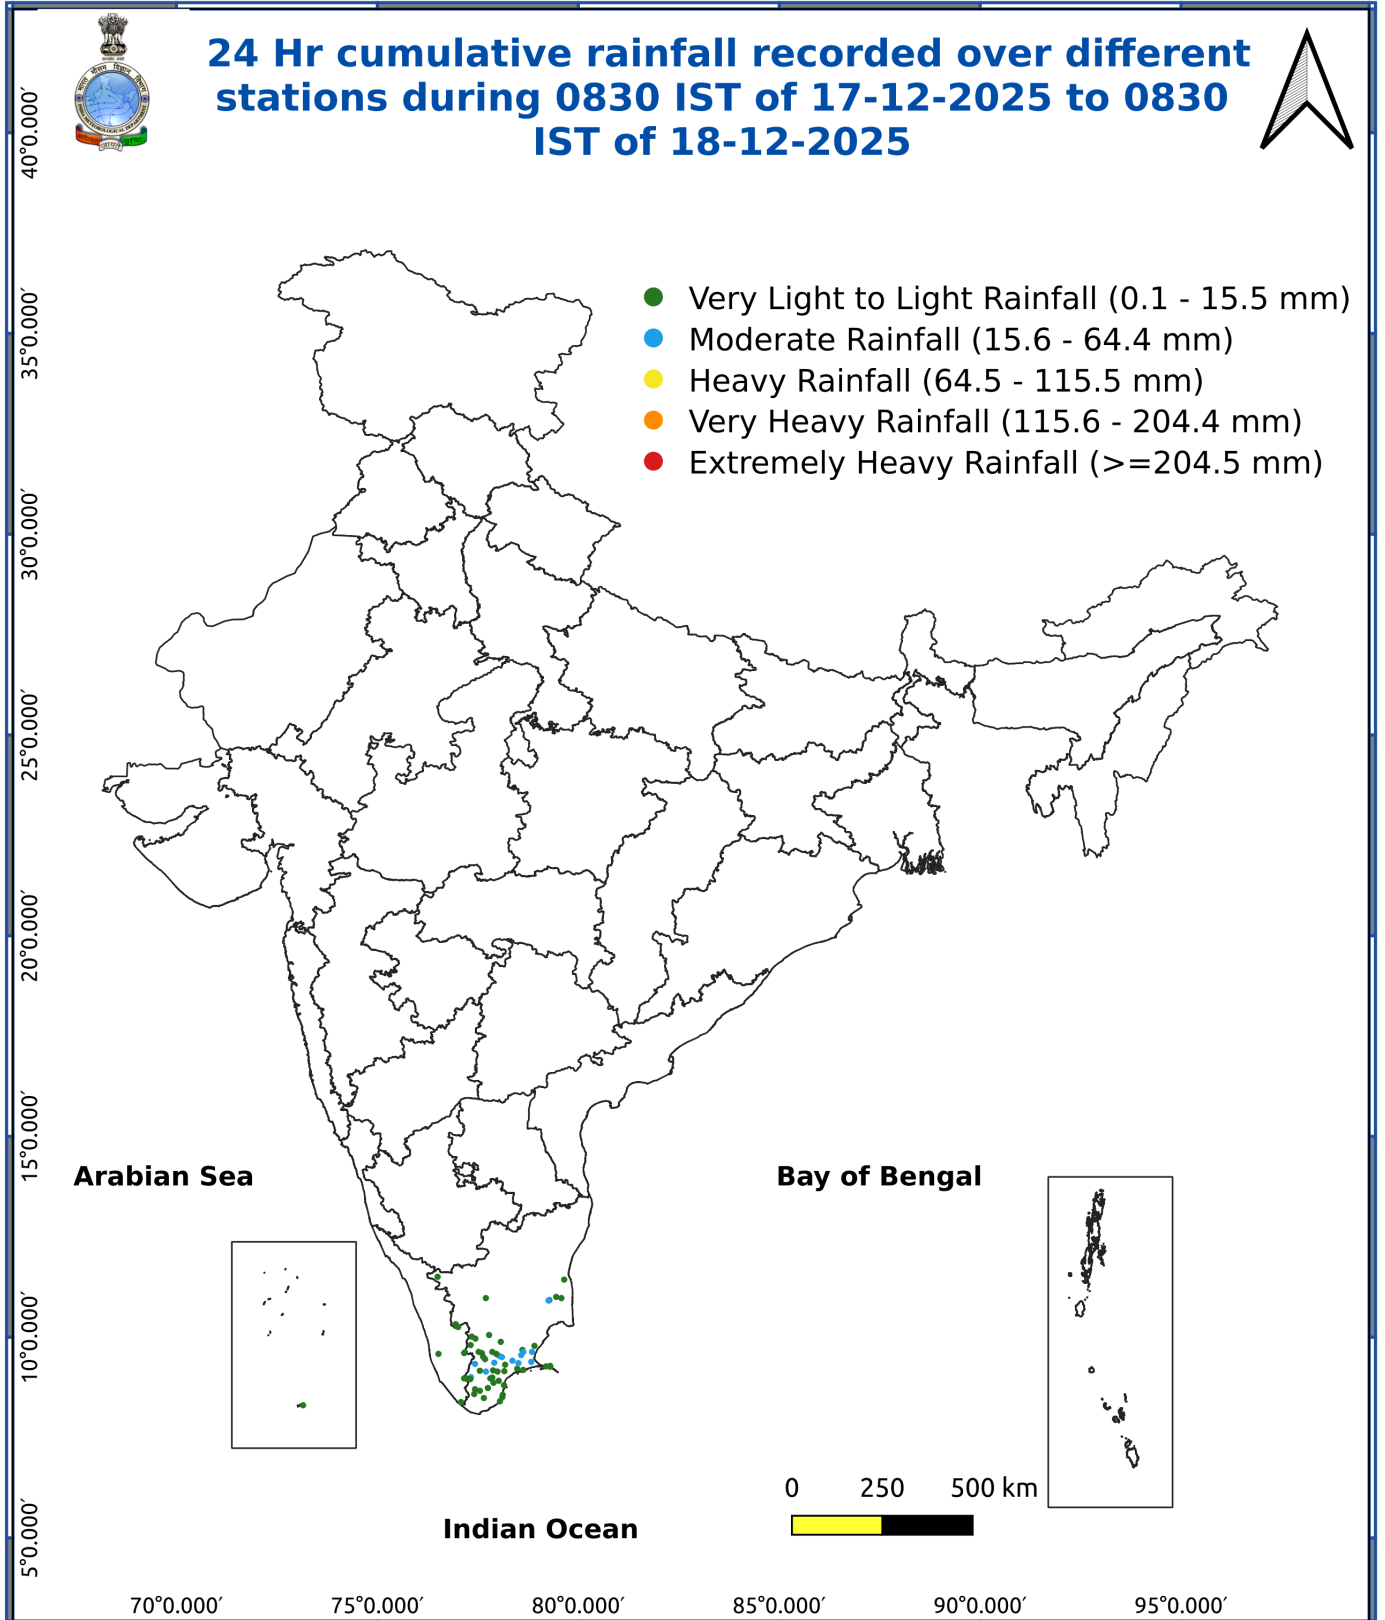 24 Hr cumulative rainfall recorded over different
stations during 0830 IST of 17-12-2025 to 0830
IST of 18-12-2025
Very Light to Light Rainfall (0.1 - 15.5 mm)
Moderate Rainfall (15.6 - 64.4 mm)
Heavy Rainfall (64.5 - 115.5 mm)
Very Heavy Rainfall (115.6 - 204.4 mm)
Extremely Heavy Rainfall (>=204.5 mm)
40°0.000′
35°0.000′
30°0.000′
25°0.000′
20°0.000′
15°0.000′
10°0.000′
5°0.000′
Arabian Sea
Bay of Bengal
Indian Ocean
0 250 500 km
70°0.000′ 75°0.000′ 80°0.000′ 85°0.000′ 90°0.000′ 95°0.000′